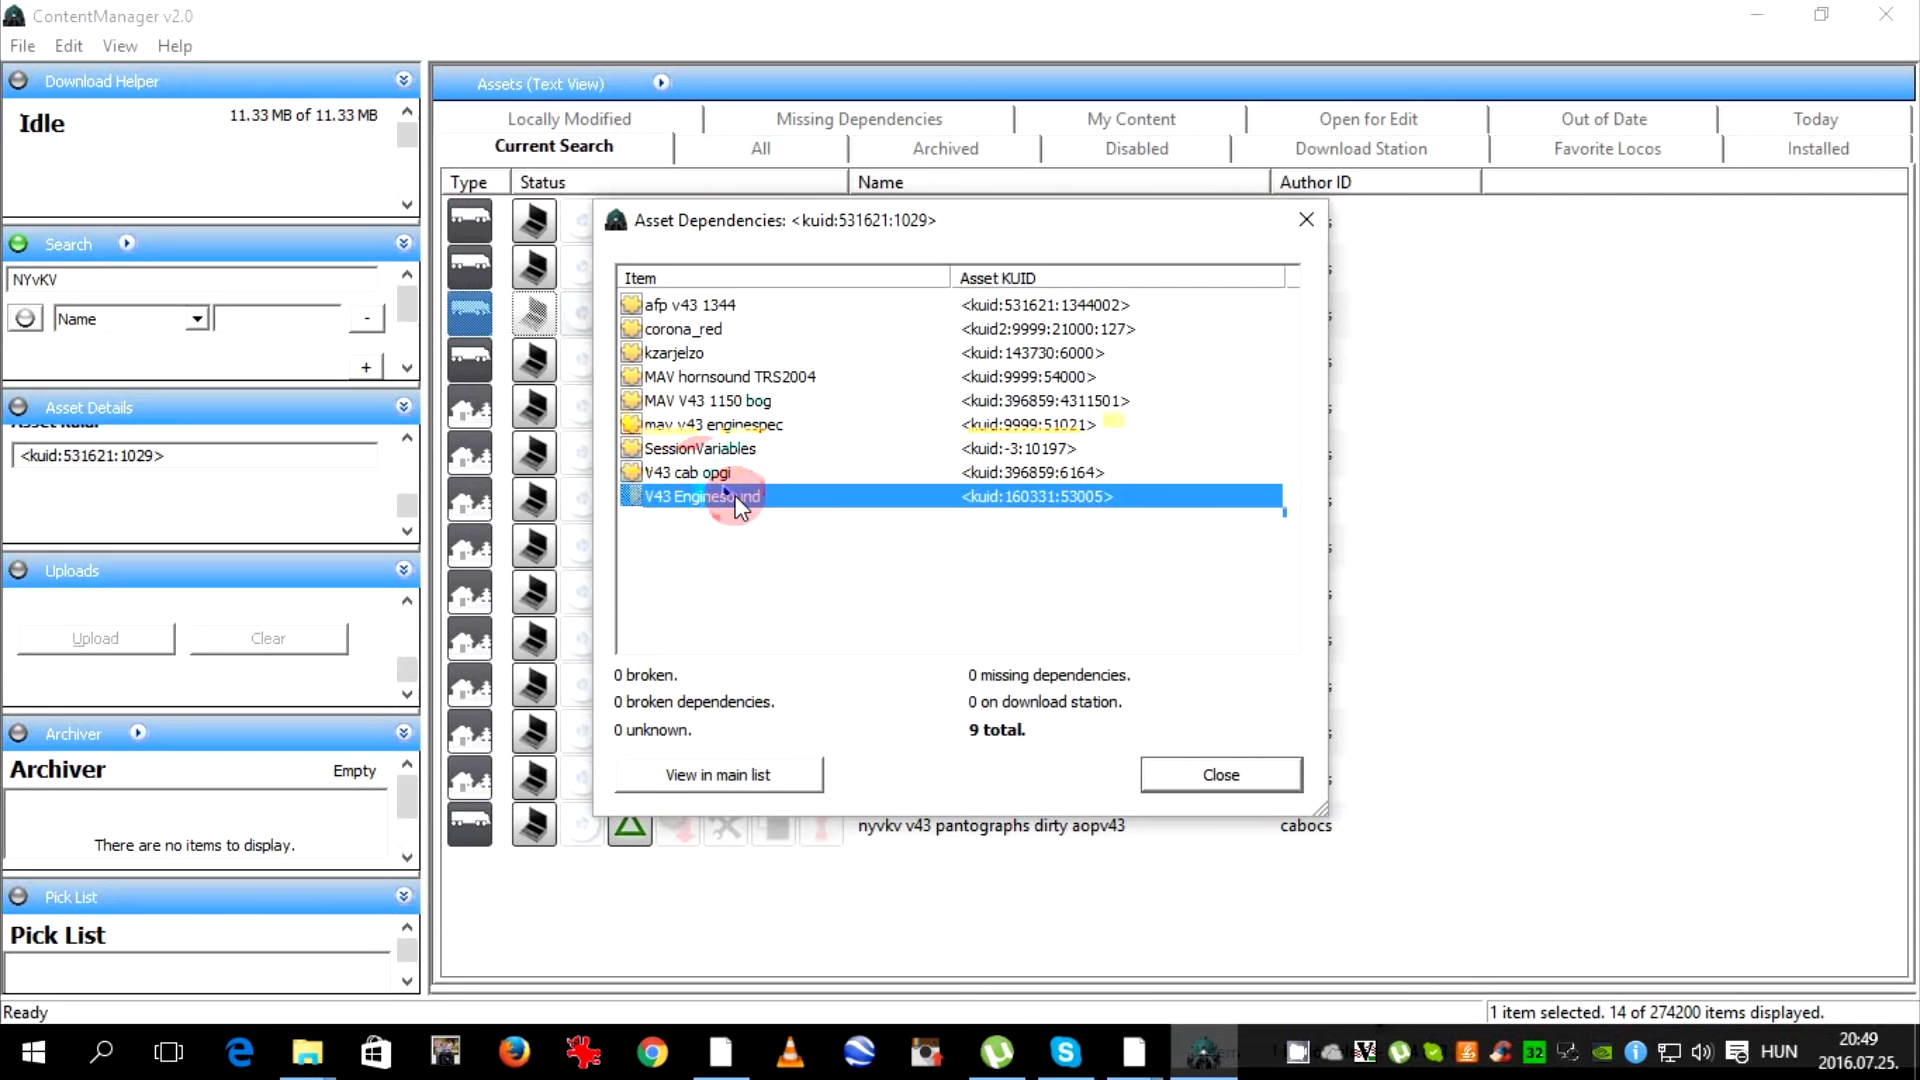 ContentManager v2.0
File Edit View Help
Download Helper
Idle
11.33 MB of 11.33 MB
Search
NYvKV
Name
-
+
Asset Details
<kuid:531621:1029>
Uploads
Upload Clear
Archiver
Archiver
Empty
There are no items to display.
Pick List
Pick List
Assets (Text View)
Locally Modified Missing Dependencies My Content Open for Edit Out of Date Today
Current Search All Archived Disabled Download Station Favorite Locos Installed
Type Status Name Author ID
Asset Dependencies: <kuid:531621:1029>
Item Asset KUID
afp v43 1344 <kuid:531621:1344002>
corona_red <kuid2:9999:21000:127>
kzarjelzo <kuid:143730:6000>
MAV hornsound TRS2004 <kuid:9999:54000>
MAV V43 1150 bog <kuid:396859:4311501>
mav v43 enginespec <kuid:9999:51021>
SessionVariables <kuid:-3:10197>
V43 cab opgi <kuid:396859:6164>
V43 Enginesound <kuid:160331:53005>
0 broken. 0 missing dependencies.
0 broken dependencies. 0 on download station.
0 unknown. 9 total.
View in main list Close
nyvkv v43 pantographs dirty aopv43 cabocs
Ready
1 item selected. 14 of 274200 items displayed.
32
HUN
20:49
2016.07.25.